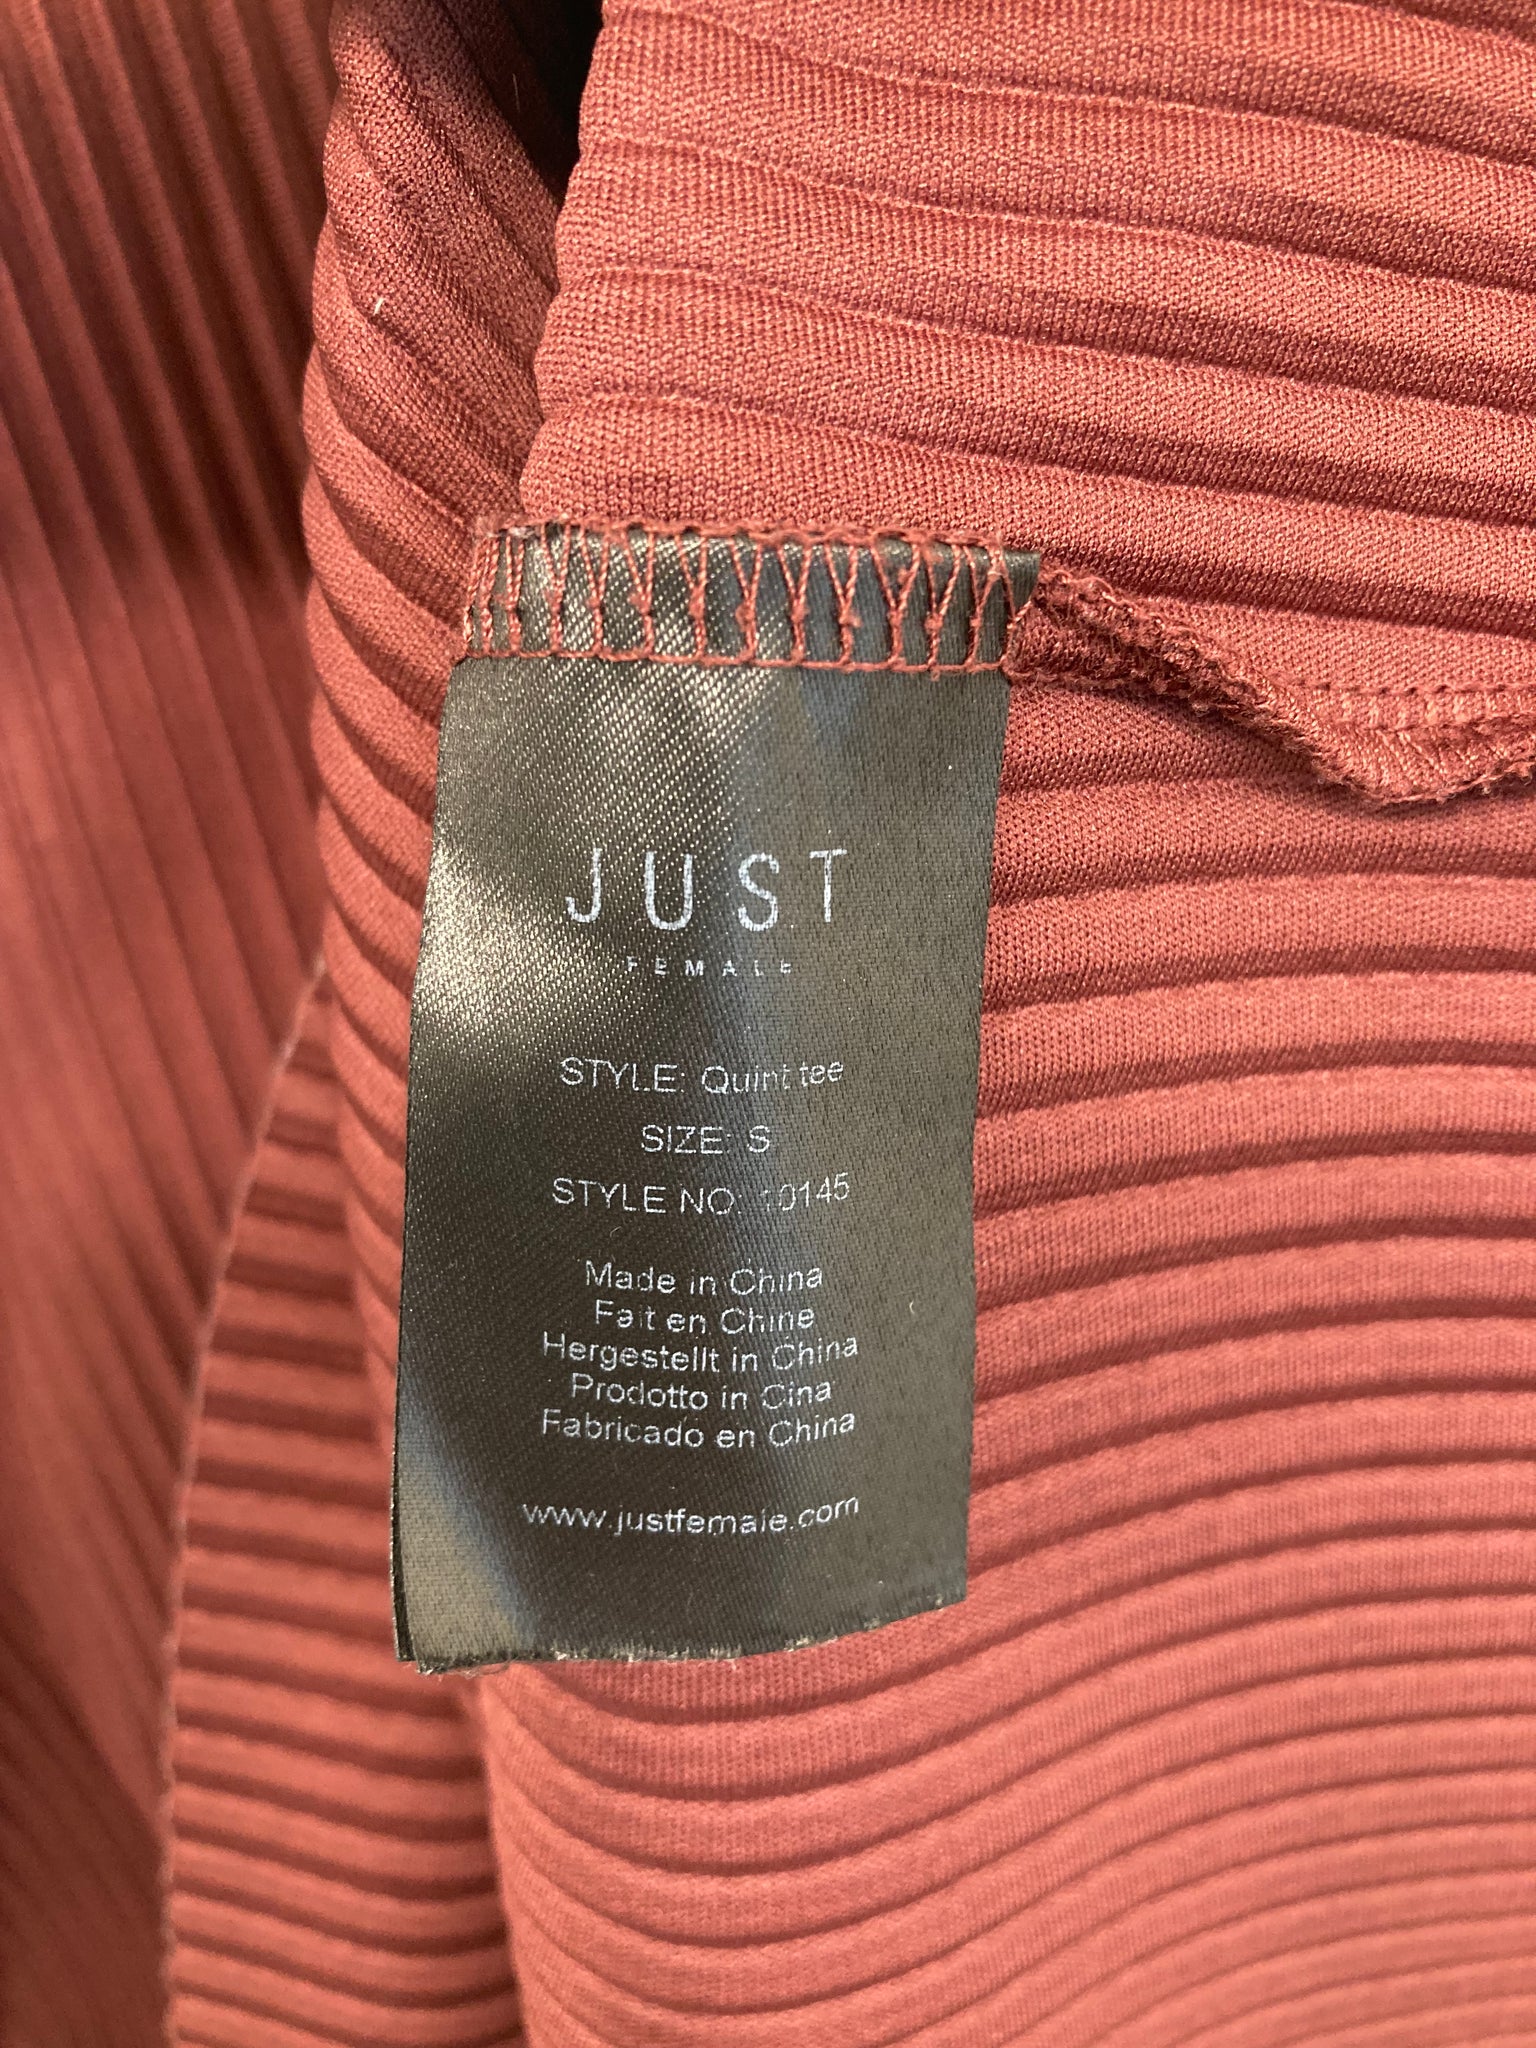 JUST
FEMALE
STYLE: Quint tee
SIZE: S
STYLE NO: 10145
Made in China
Fait en Chine
Hergestellt in China
Prodotto in Cina
Fabricado en China
www.justfemale.com